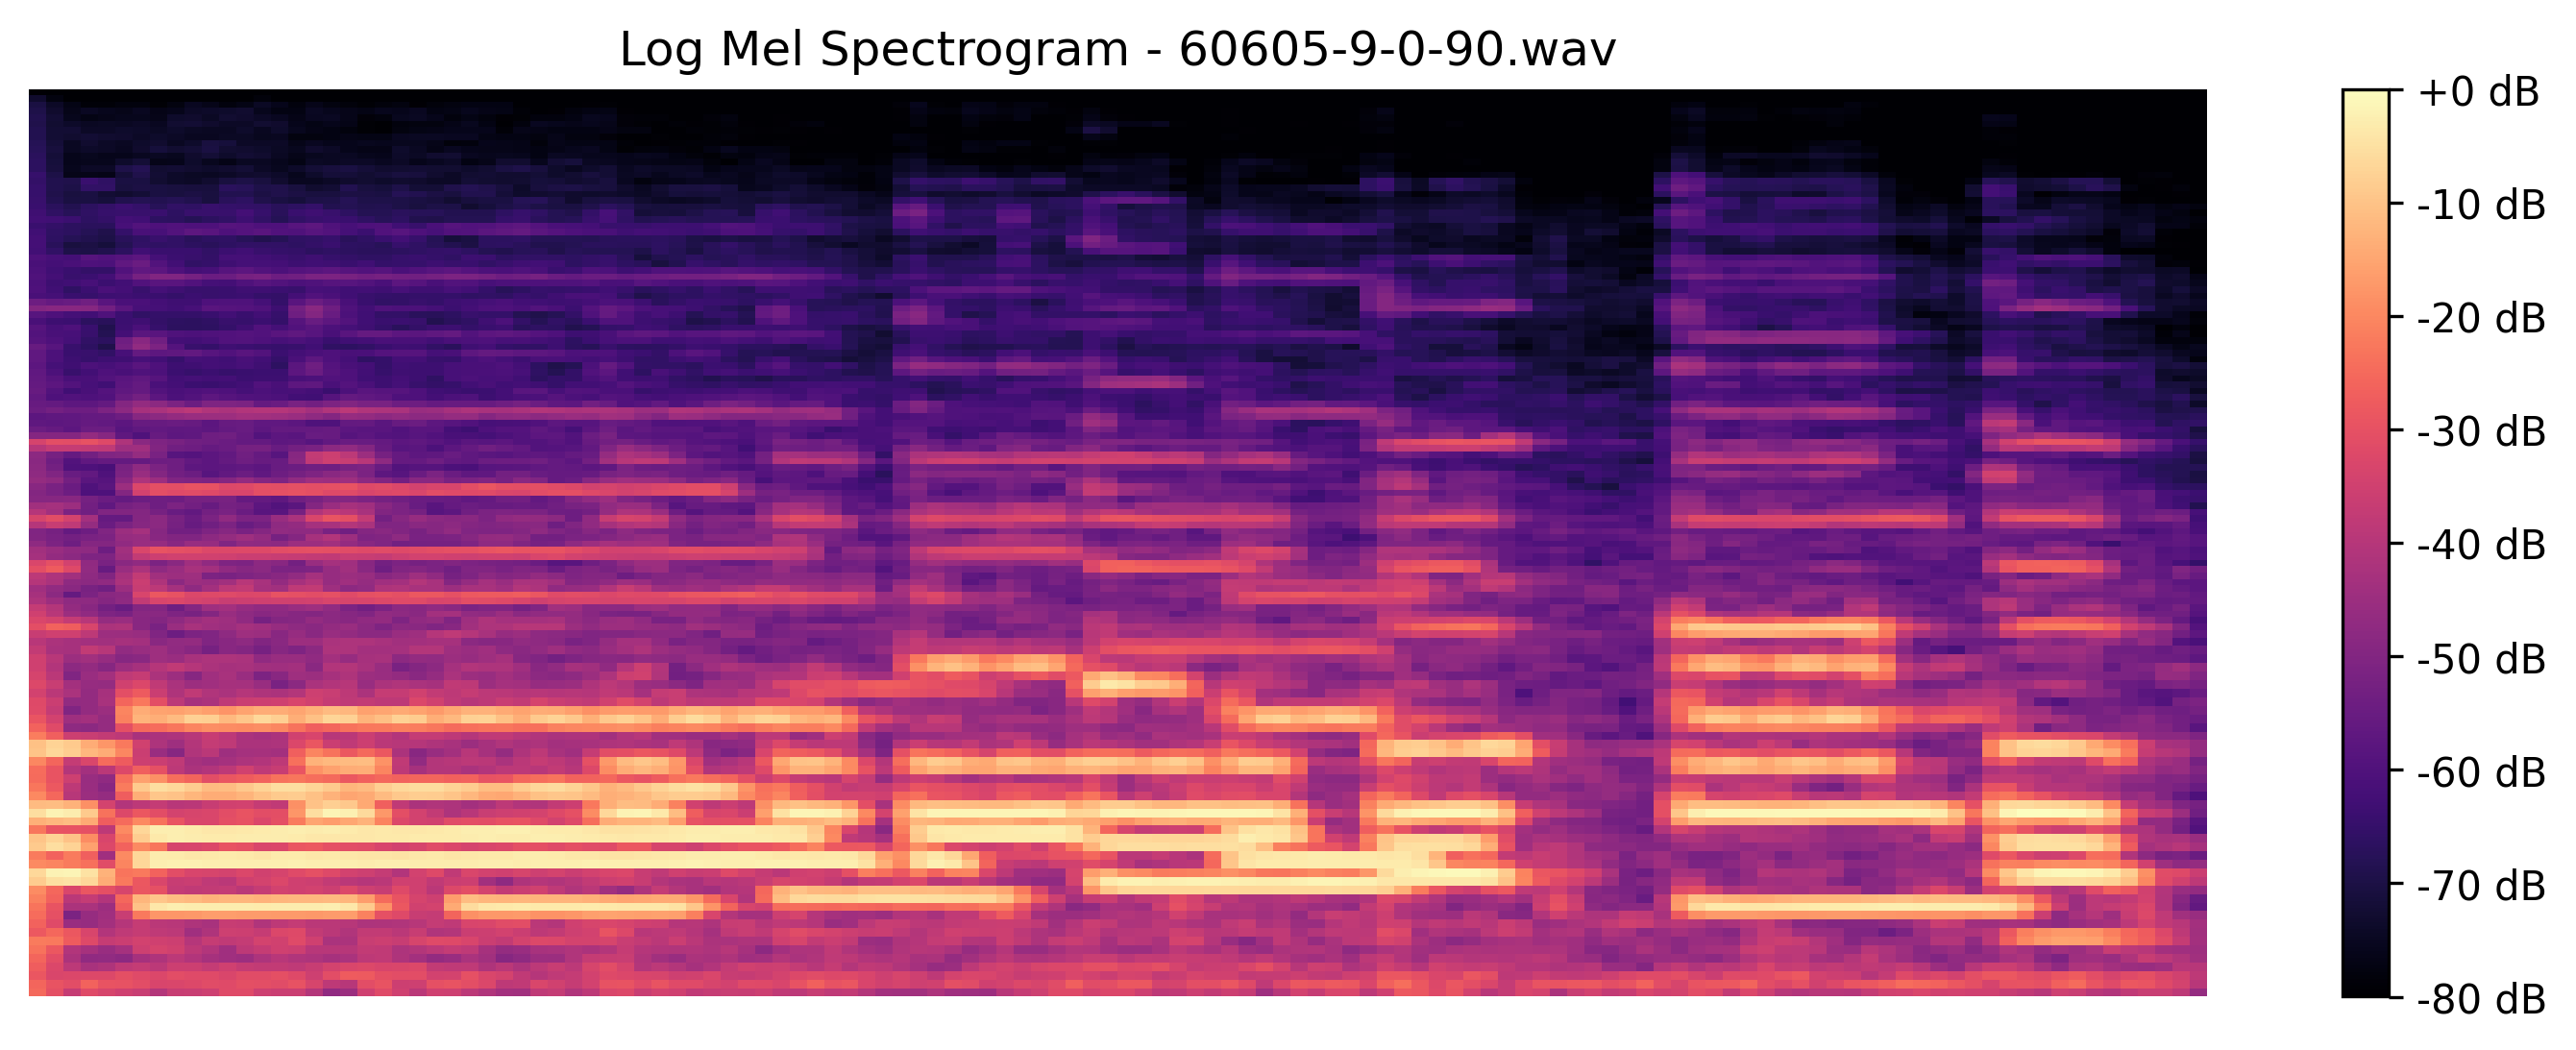 Log Mel Spectrogram - 60605-9-0-90.wav
+0 dB
-10 dB
-20 dB
-30 dB
-40 dB
-50 dB
-60 dB
-70 dB
-80 dB